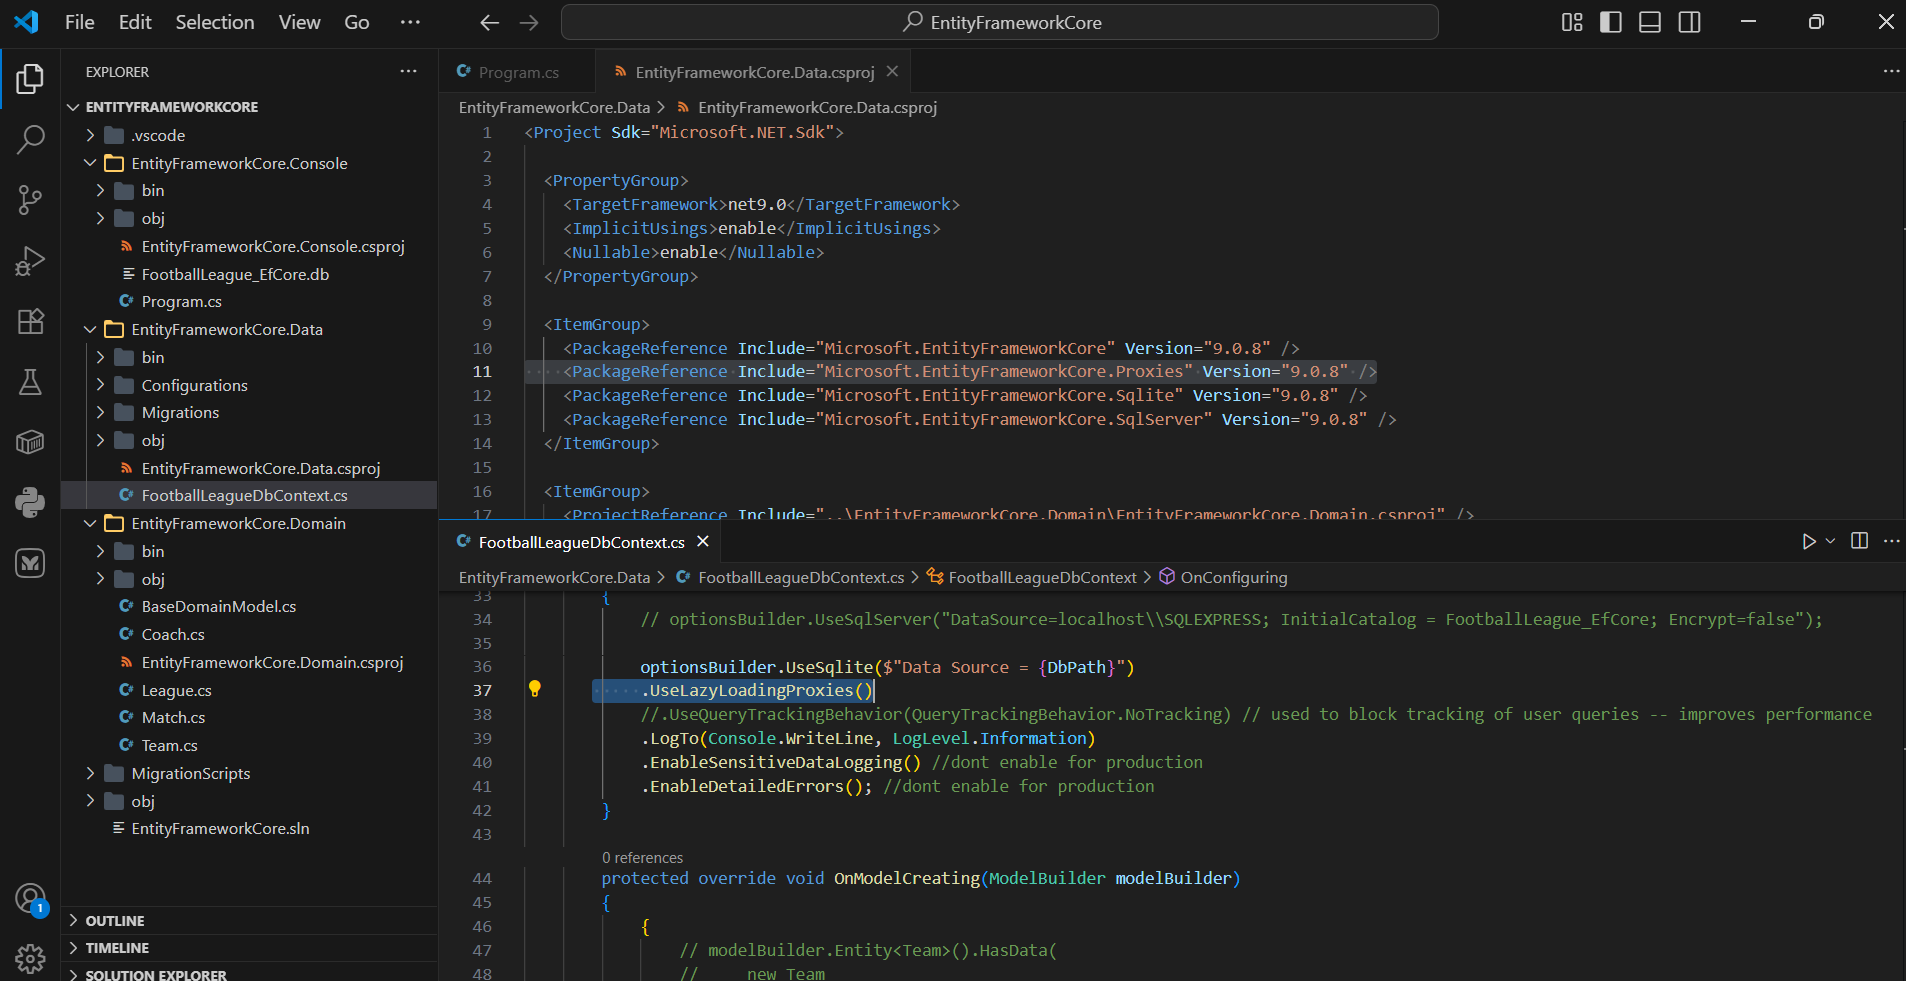 File Edit Selection View Go ··· EntityFrameworkCore
EXPLORER ···
ENTITYFRAMEWORKCORE
.vscode
EntityFrameworkCore.Console
bin
obj
EntityFrameworkCore.Console.csproj
FootballLeague_EfCore.db
C# Program.cs
EntityFrameworkCore.Data
bin
Configurations
Migrations
obj
EntityFrameworkCore.Data.csproj
C# FootballLeagueDbContext.cs
EntityFrameworkCore.Domain
bin
obj
C# BaseDomainModel.cs
C# Coach.cs
EntityFrameworkCore.Domain.csproj
C# League.cs
C# Match.cs
C# Team.cs
MigrationScripts
obj
EntityFrameworkCore.sln
1
OUTLINE
TIMELINE
SOLUTION EXPLORER
C# Program.cs EntityFrameworkCore.Data.csproj ···
EntityFrameworkCore.Data > EntityFrameworkCore.Data.csproj
1 <Project Sdk="Microsoft.NET.Sdk">
2
3 <PropertyGroup>
4 <TargetFramework>net9.0</TargetFramework>
5 <ImplicitUsings>enable</ImplicitUsings>
6 <Nullable>enable</Nullable>
7 </PropertyGroup>
8
9 <ItemGroup>
10 <PackageReference Include="Microsoft.EntityFrameworkCore" Version="9.0.8" />
11 <PackageReference Include="Microsoft.EntityFrameworkCore.Proxies" Version="9.0.8" />
12 <PackageReference Include="Microsoft.EntityFrameworkCore.Sqlite" Version="9.0.8" />
13 <PackageReference Include="Microsoft.EntityFrameworkCore.SqlServer" Version="9.0.8" />
14 </ItemGroup>
15
16 <ItemGroup>
17 <ProjectReference Include="..\EntityFrameworkCore.Domain\EntityFrameworkCore.Domain.csproj" />
C# FootballLeagueDbContext.cs ···
EntityFrameworkCore.Data > C# FootballLeagueDbContext.cs > FootballLeagueDbContext > OnConfiguring
33 {
34 // optionsBuilder.UseSqlServer("DataSource=localhost\\SQLEXPRESS; InitialCatalog = FootballLeague_EfCore; Encrypt=false");
35
36 optionsBuilder.UseSqlite($"Data Source = {DbPath}")
37 .UseLazyLoadingProxies()
38 //.UseQueryTrackingBehavior(QueryTrackingBehavior.NoTracking) // used to block tracking of user queries -- improves performance
39 .LogTo(Console.WriteLine, LogLevel.Information)
40 .EnableSensitiveDataLogging() //dont enable for production
41 .EnableDetailedErrors(); //dont enable for production
42 }
43
0 references
44 protected override void OnModelCreating(ModelBuilder modelBuilder)
45 {
46 {
47 // modelBuilder.Entity<Team>().HasData(
48 // new Team